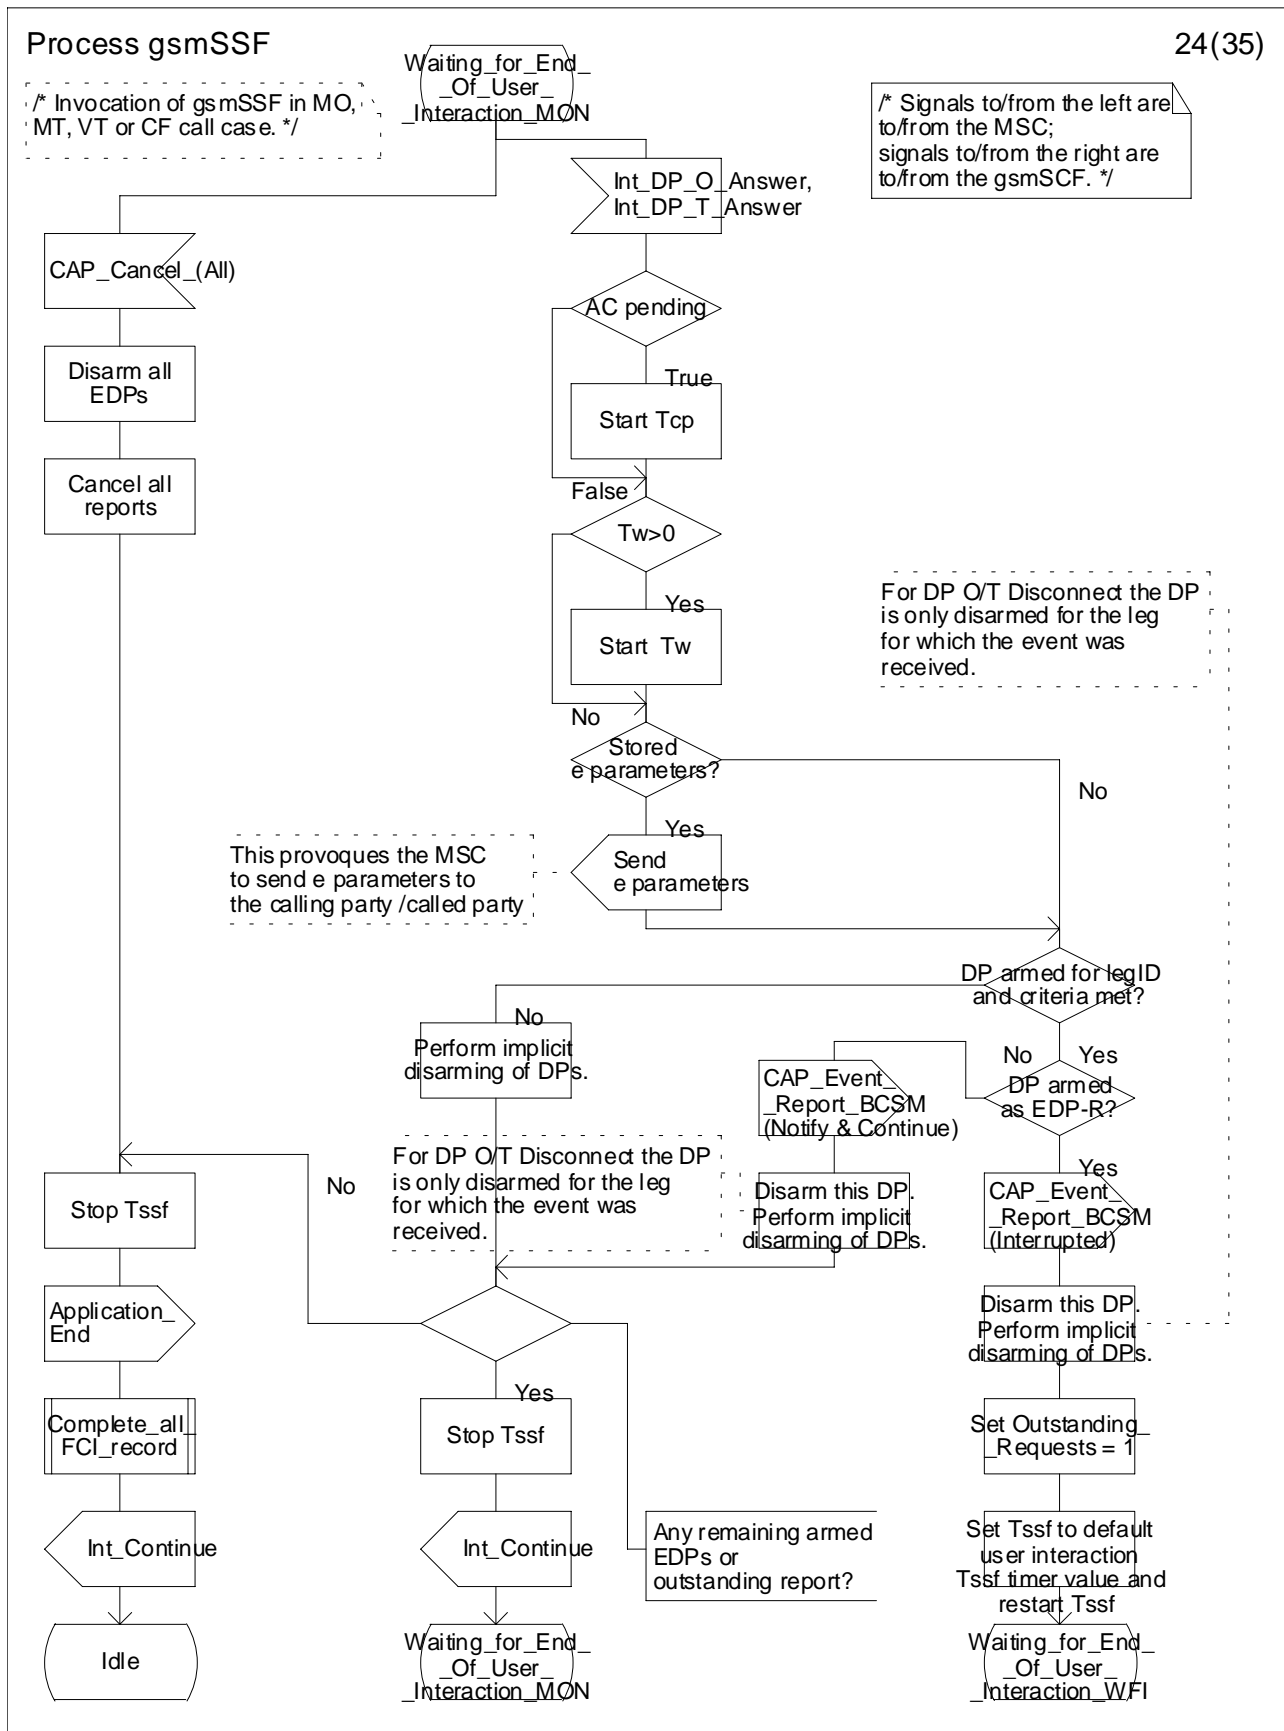 Process gsmSSF
24(35)
/* Invocation of gsmSSF in MO,
MT, VT or CF call case. */
Waiting_for_End_
_Of_User_
_Interaction_MON
/* Signals to/from the left are
to/from the MSC;
signals to/from the right are
to/from the gsmSCF. */
Int_DP_O_Answer,
Int_DP_T_Answer
CAP_Cancel_(All)
AC pending
Disarm all
EDPs
True
Start Tcp
Cancel all
reports
False
Tw>0
Yes
Start Tw
For DP O/T Disconnect the DP
is only disarmed for the leg
for which the event was
received.
No
Stored
e parameters?
No
Yes
This provoques the MSC
to send e parameters to
the calling party /called party
Send
e parameters
DP armed for legID
and criteria met?
No
Perform implicit
disarming of DPs.
No
Yes
CAP_Event_
_Report_BCSM
(Notify & Continue)
DP armed
as EDP-R?
Yes
For DP O/T Disconnect the DP
is only disarmed for the leg
for which the event was
received.
No
Stop Tssf
Disarm this DP.
Perform implicit
disarming of DPs.
CAP_Event_
_Report_BCSM
(Interrupted)
Application_
End
Disarm this DP.
Perform implicit
disarming of DPs.
Yes
Complete_all_
FCI_record
Stop Tssf
Set Outstanding_
_Requests = 1
Int_Continue
Int_Continue
Any remaining armed
EDPs or
outstanding report?
Set Tssf to default
user interaction
Tssf timer value and
restart Tssf
Idle
Waiting_for_End_
_Of_User_
_Interaction_MON
Waiting_for_End_
_Of_User_
_Interaction_WFI